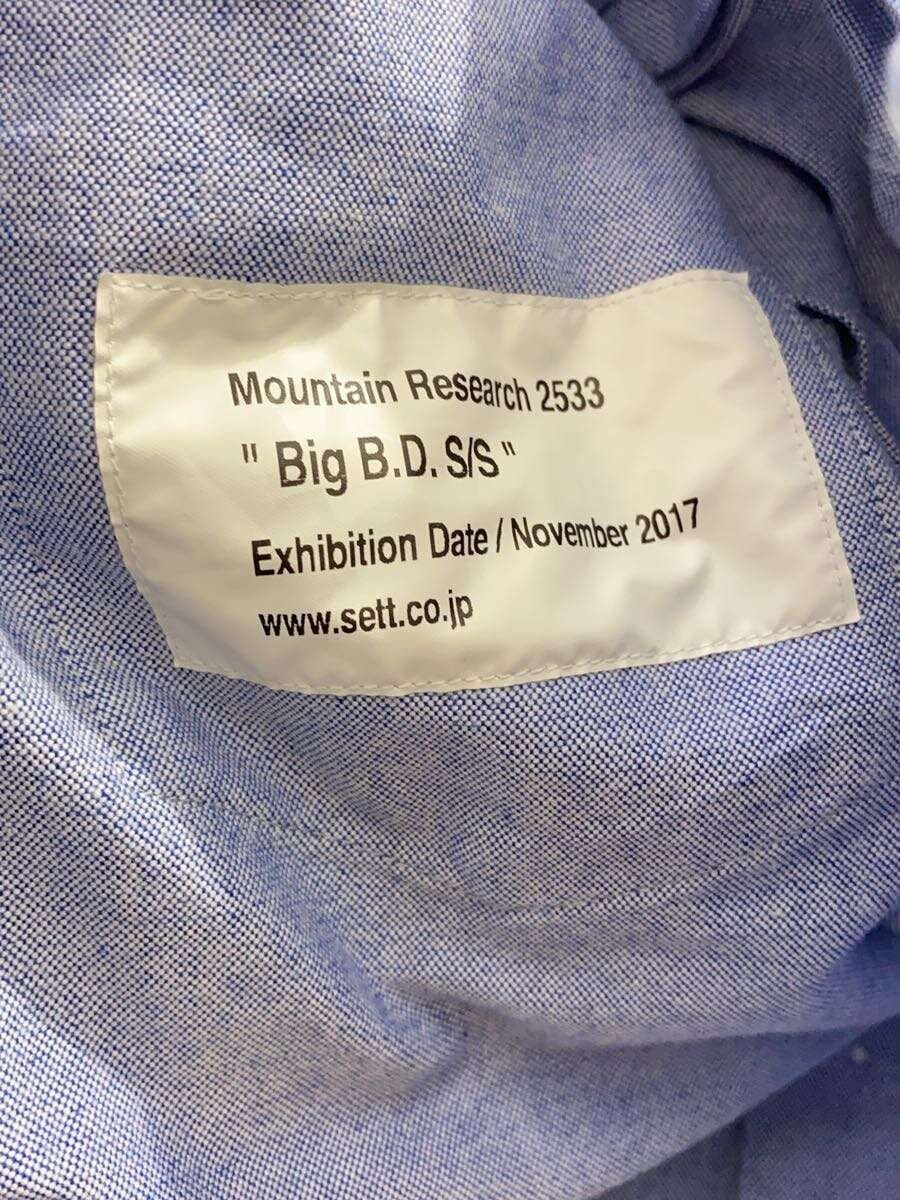 Mountain Research 2533
" Big B.D. S/S "
Exhibition Date / November 2017
www.sett.co.jp